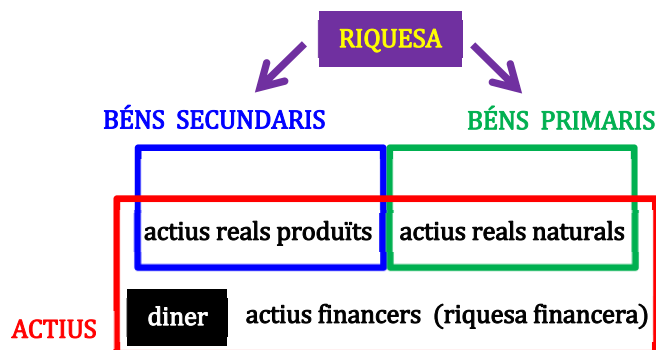 RIQUESA
BÉNS SECUNDARIS BÉNS PRIMARIS
actius reals produïts actius reals naturals
diner actius financers (riquesa financera)
ACTIUS